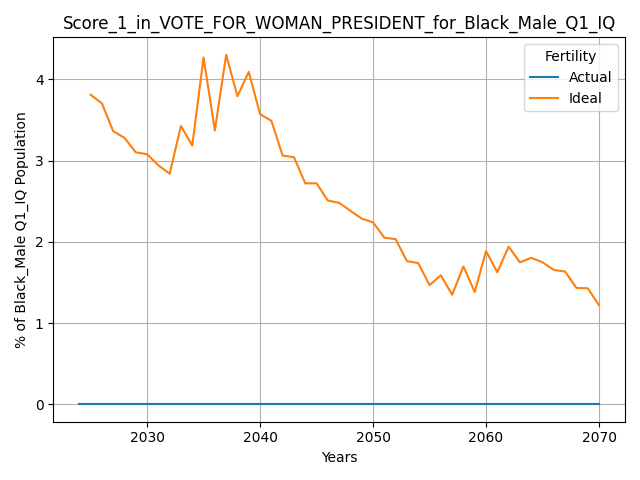 Score_1_in_VOTE_FOR_WOMAN_PRESIDENT_for_Black_Male_Q1_IQ
Fertility
Actual
Ideal
% of Black_Male Q1_IQ Population
4
3
2
1
0
2030 2040 2050 2060 2070
Years